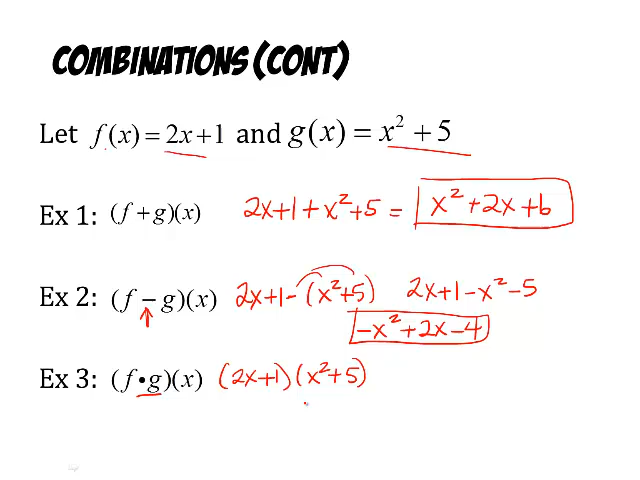 COMBINATIONS (CONT)
Let f(x) = 2x+1 and g(x) = x² + 5
Ex 1: (f + g)(x) 2x+1+x²+5 = x²+2x+6
Ex 2: (f − g)(x) 2x+1-(x²+5) 2x+1-x²-5
-x²+2x-4
Ex 3: (f•g)(x) (2x+1)(x²+5)